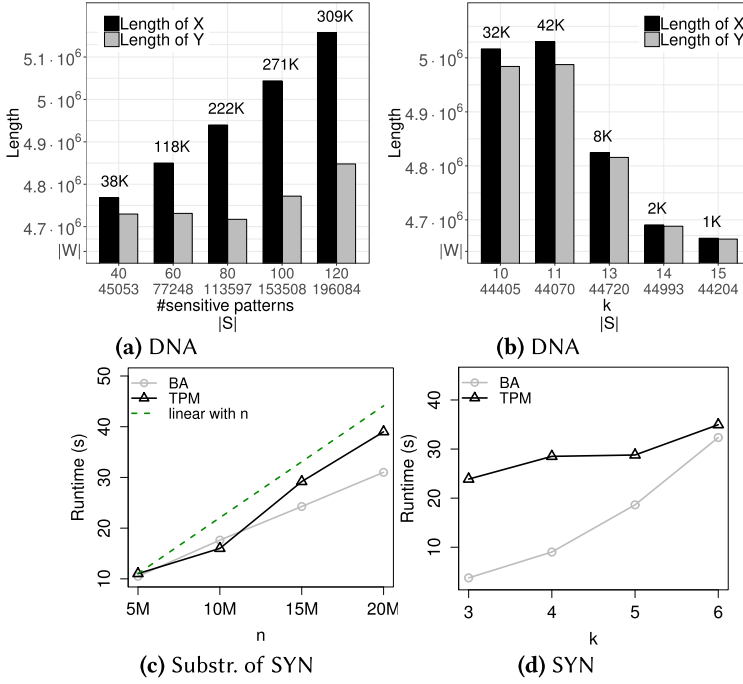 Length of X
Length of Y
309K
271K
222K
118K
38K
5.1 · 10⁶
5 · 10⁶
4.9 · 10⁶
4.8 · 10⁶
4.7 · 10⁶
|W|
Length
40 60 80 100 120
45053 77248 113597 153508 196084
#sensitive patterns
|S|
(a) DNA
Length of X
Length of Y
32K
42K
8K
2K
1K
5 · 10⁶
4.9 · 10⁶
4.8 · 10⁶
4.7 · 10⁶
|W|
Length
10 11 13 14 15
44405 44070 44720 44993 44204
k
|S|
(b) DNA
BA
TPM
linear with n
50
40
30
20
10
Runtime (s)
5M 10M 15M 20M
n
(c) Substr. of SYN
BA
TPM
40
30
20
10
Runtime (s)
3 4 5 6
k
(d) SYN